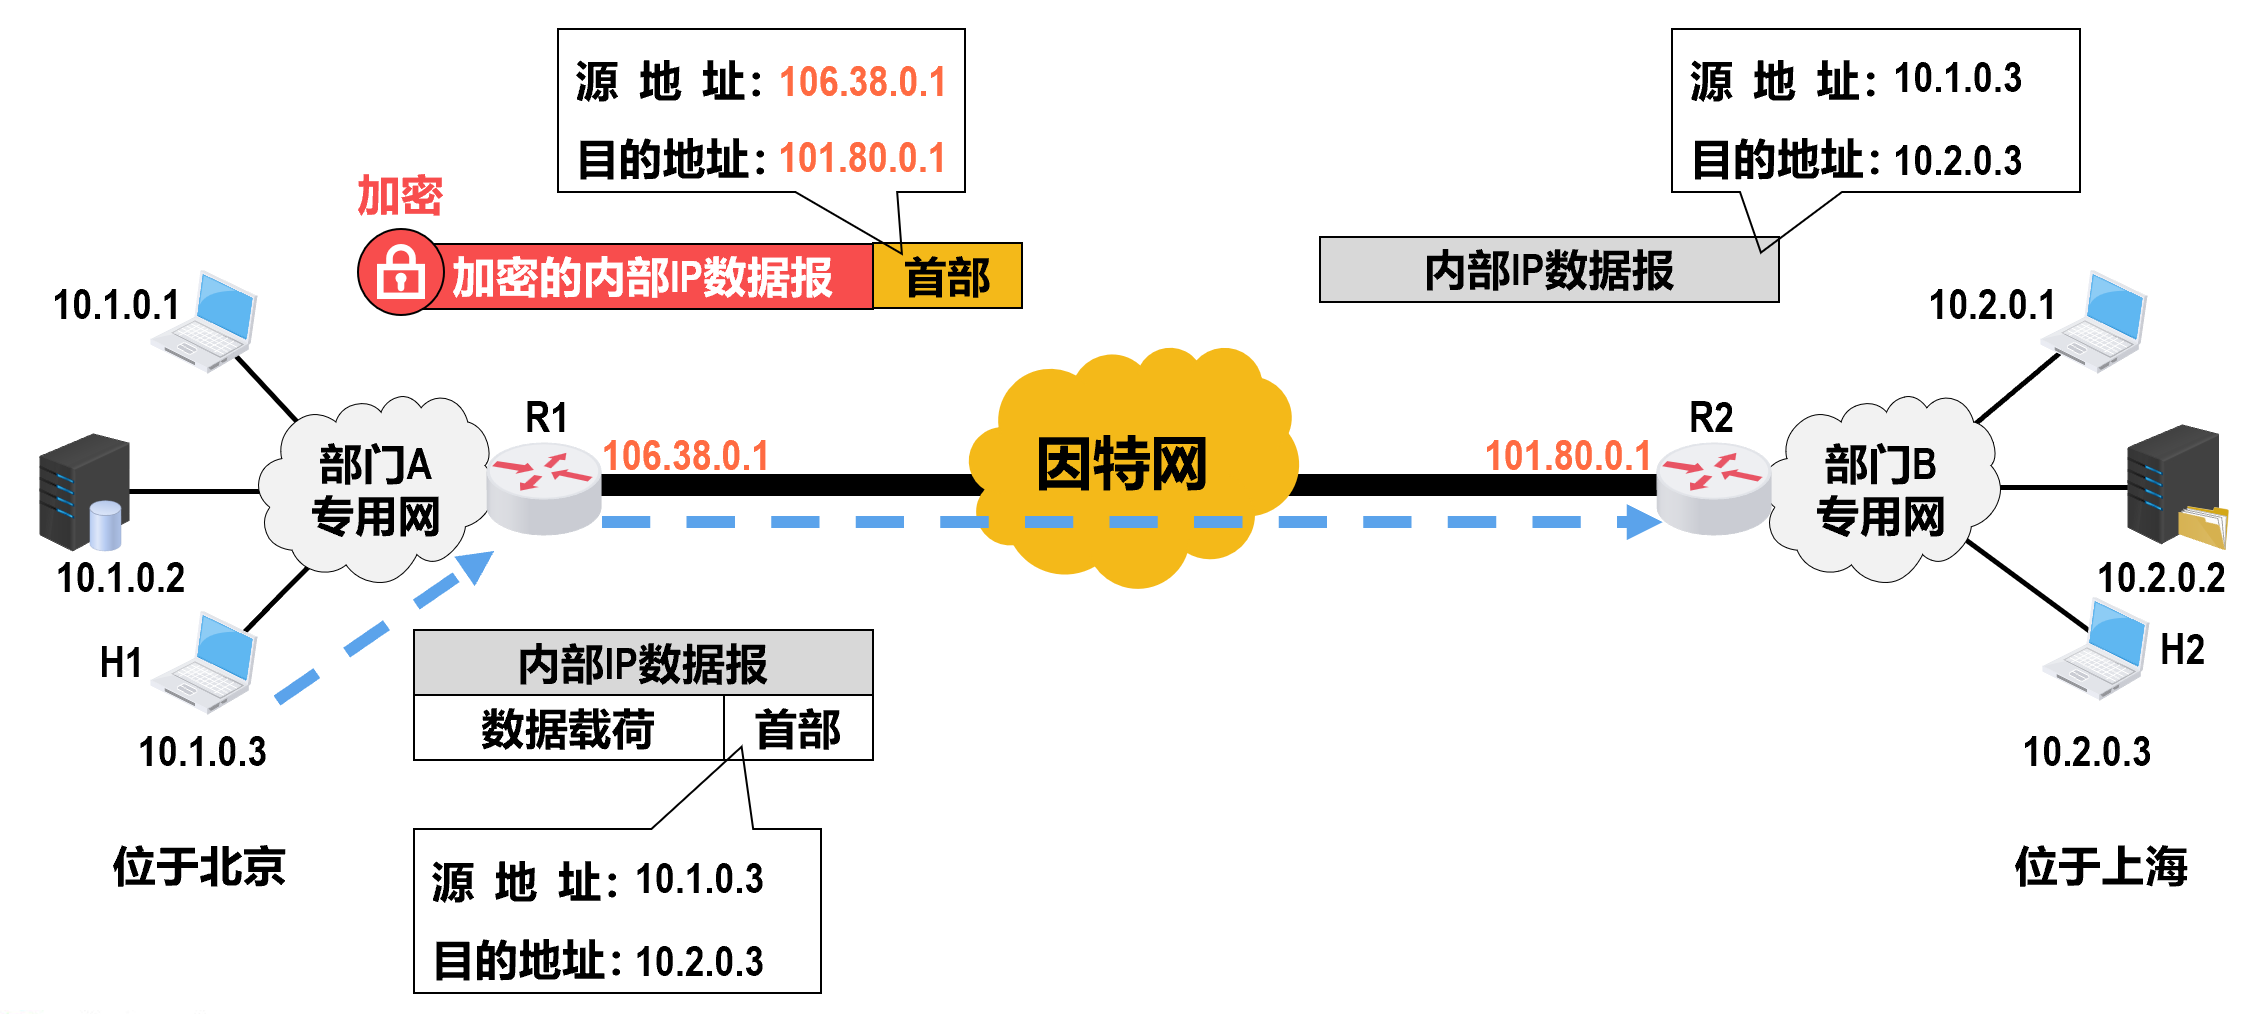 源 地 址：106.38.0.1
目的地址：101.80.0.1
源 地 址：10.1.0.3
目的地址：10.2.0.3
加密
加密的内部IP数据报
首部
内部IP数据报
10.1.0.1
10.2.0.1
R1
R2
106.38.0.1
因特网
101.80.0.1
部门A
专用网
部门B
专用网
10.1.0.2
10.2.0.2
H1
H2
内部IP数据报
数据载荷
首部
10.1.0.3
10.2.0.3
位于北京
位于上海
源 地 址：10.1.0.3
目的地址：10.2.0.3